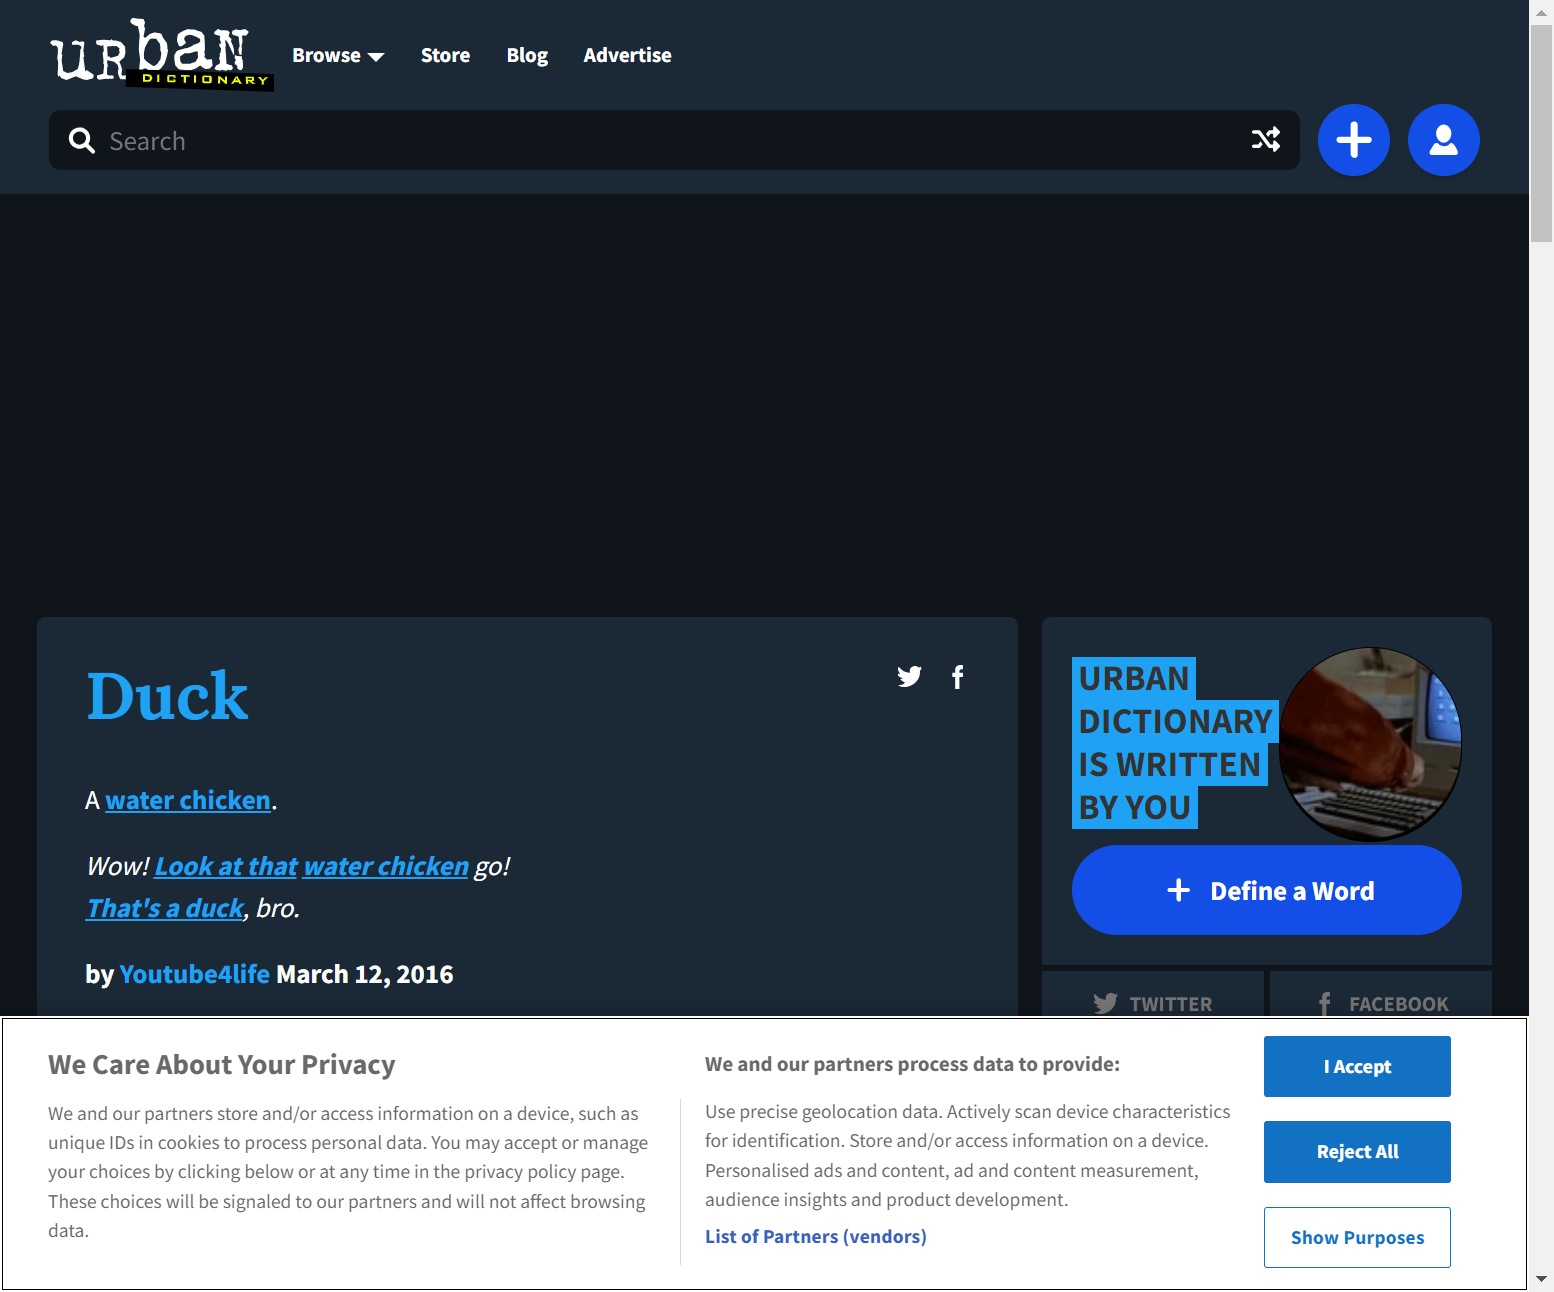 urban
DICTIONARY
Browse
Store
Blog
Advertise
Search
Duck
A water chicken.
Wow! Look at that water chicken go!
That's a duck, bro.
by Youtube4life March 12, 2016
URBAN
DICTIONARY
IS WRITTEN
BY YOU
Define a Word
TWITTER
FACEBOOK
We Care About Your Privacy
We and our partners store and/or access information on a device, such as
unique IDs in cookies to process personal data. You may accept or manage
your choices by clicking below or at any time in the privacy policy page.
These choices will be signaled to our partners and will not affect browsing
data.
We and our partners process data to provide:
Use precise geolocation data. Actively scan device characteristics
for identification. Store and/or access information on a device.
Personalised ads and content, ad and content measurement,
audience insights and product development.
List of Partners (vendors)
I Accept
Reject All
Show Purposes